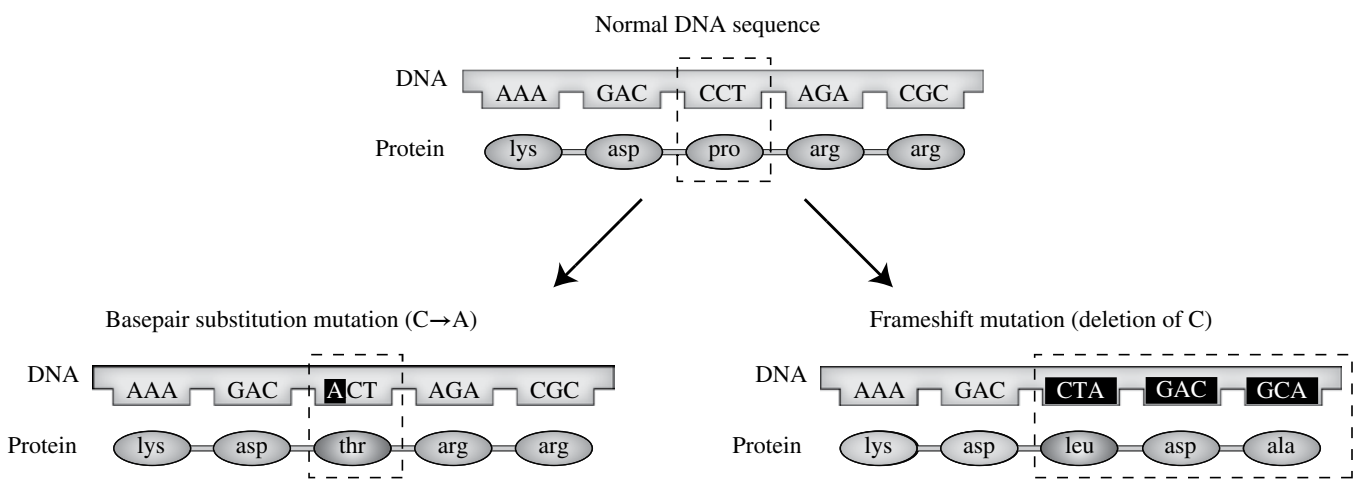 Normal DNA sequence
DNA AAA GAC CCT AGA CGC
Protein lys asp pro arg arg
Basepair substitution mutation (C→A)
DNA AAA GAC ACT AGA CGC
Protein lys asp thr arg arg
Frameshift mutation (deletion of C)
DNA AAA GAC CTA GAC GCA
Protein lys asp leu asp ala